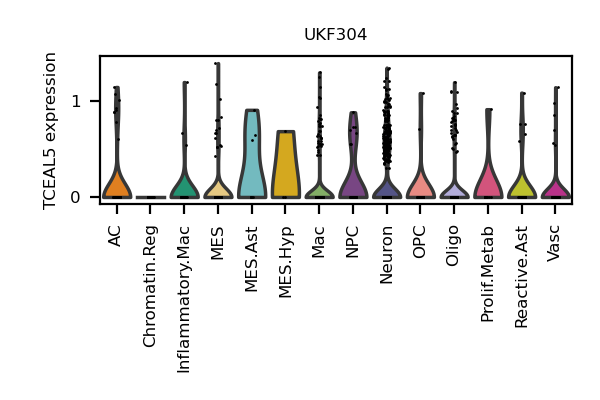 UKF304
TCEAL5 expression
1
0
AC
Chromatin.Reg
Inflammatory.Mac
MES
MES.Ast
MES.Hyp
Mac
NPC
Neuron
OPC
Oligo
Prolif.Metab
Reactive.Ast
Vasc